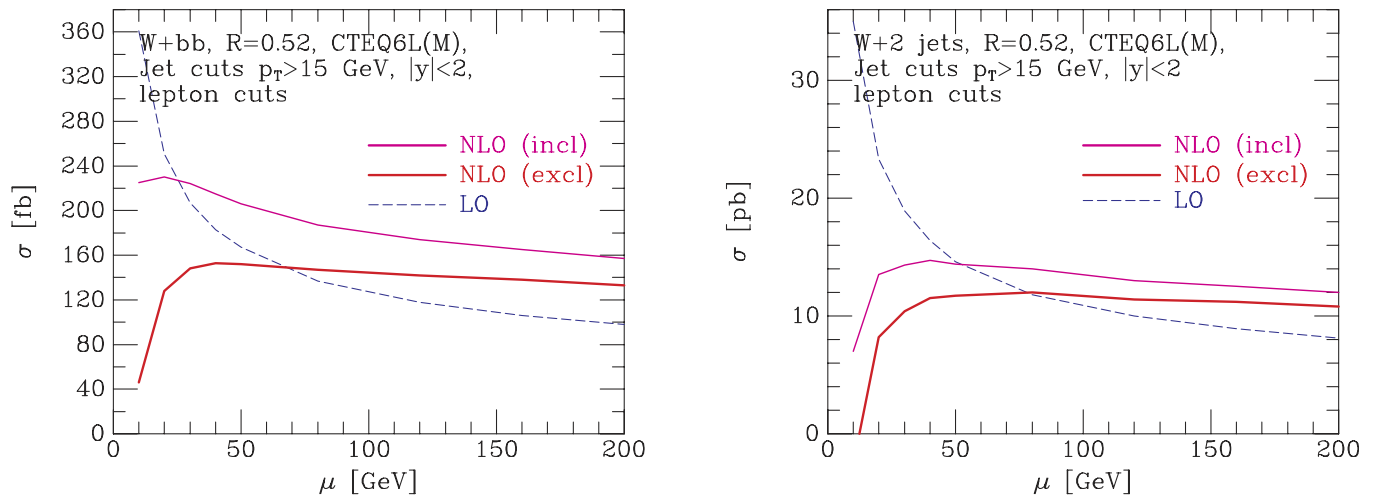 W+bb, R=0.52, CTEQ6L(M),
Jet cuts p_T>15 GeV, |y|<2,
lepton cuts
NLO (incl)
NLO (excl)
LO
σ [fb]
360
320
280
240
200
160
120
80
40
0
0 50 100 150 200
μ [GeV]
W+2 jets, R=0.52, CTEQ6L(M),
Jet cuts p_T>15 GeV, |y|<2
lepton cuts
NLO (incl)
NLO (excl)
LO
σ [pb]
30
20
10
0
0 50 100 150 200
μ [GeV]